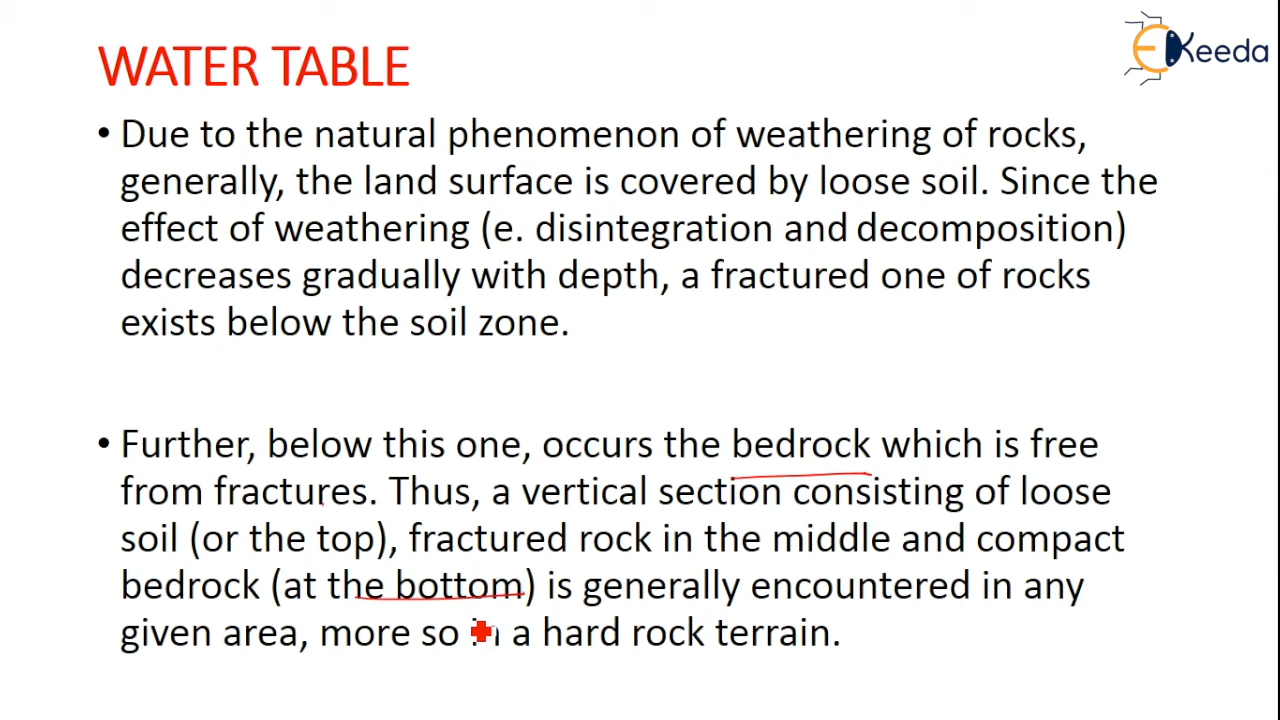 WATER TABLE
EKeeda
• Due to the natural phenomenon of weathering of rocks,
generally, the land surface is covered by loose soil. Since the
effect of weathering (e. disintegration and decomposition)
decreases gradually with depth, a fractured one of rocks
exists below the soil zone.
• Further, below this one, occurs the bedrock which is free
from fractures. Thus, a vertical section consisting of loose
soil (or the top), fractured rock in the middle and compact
bedrock (at the bottom) is generally encountered in any
given area, more so in a hard rock terrain.